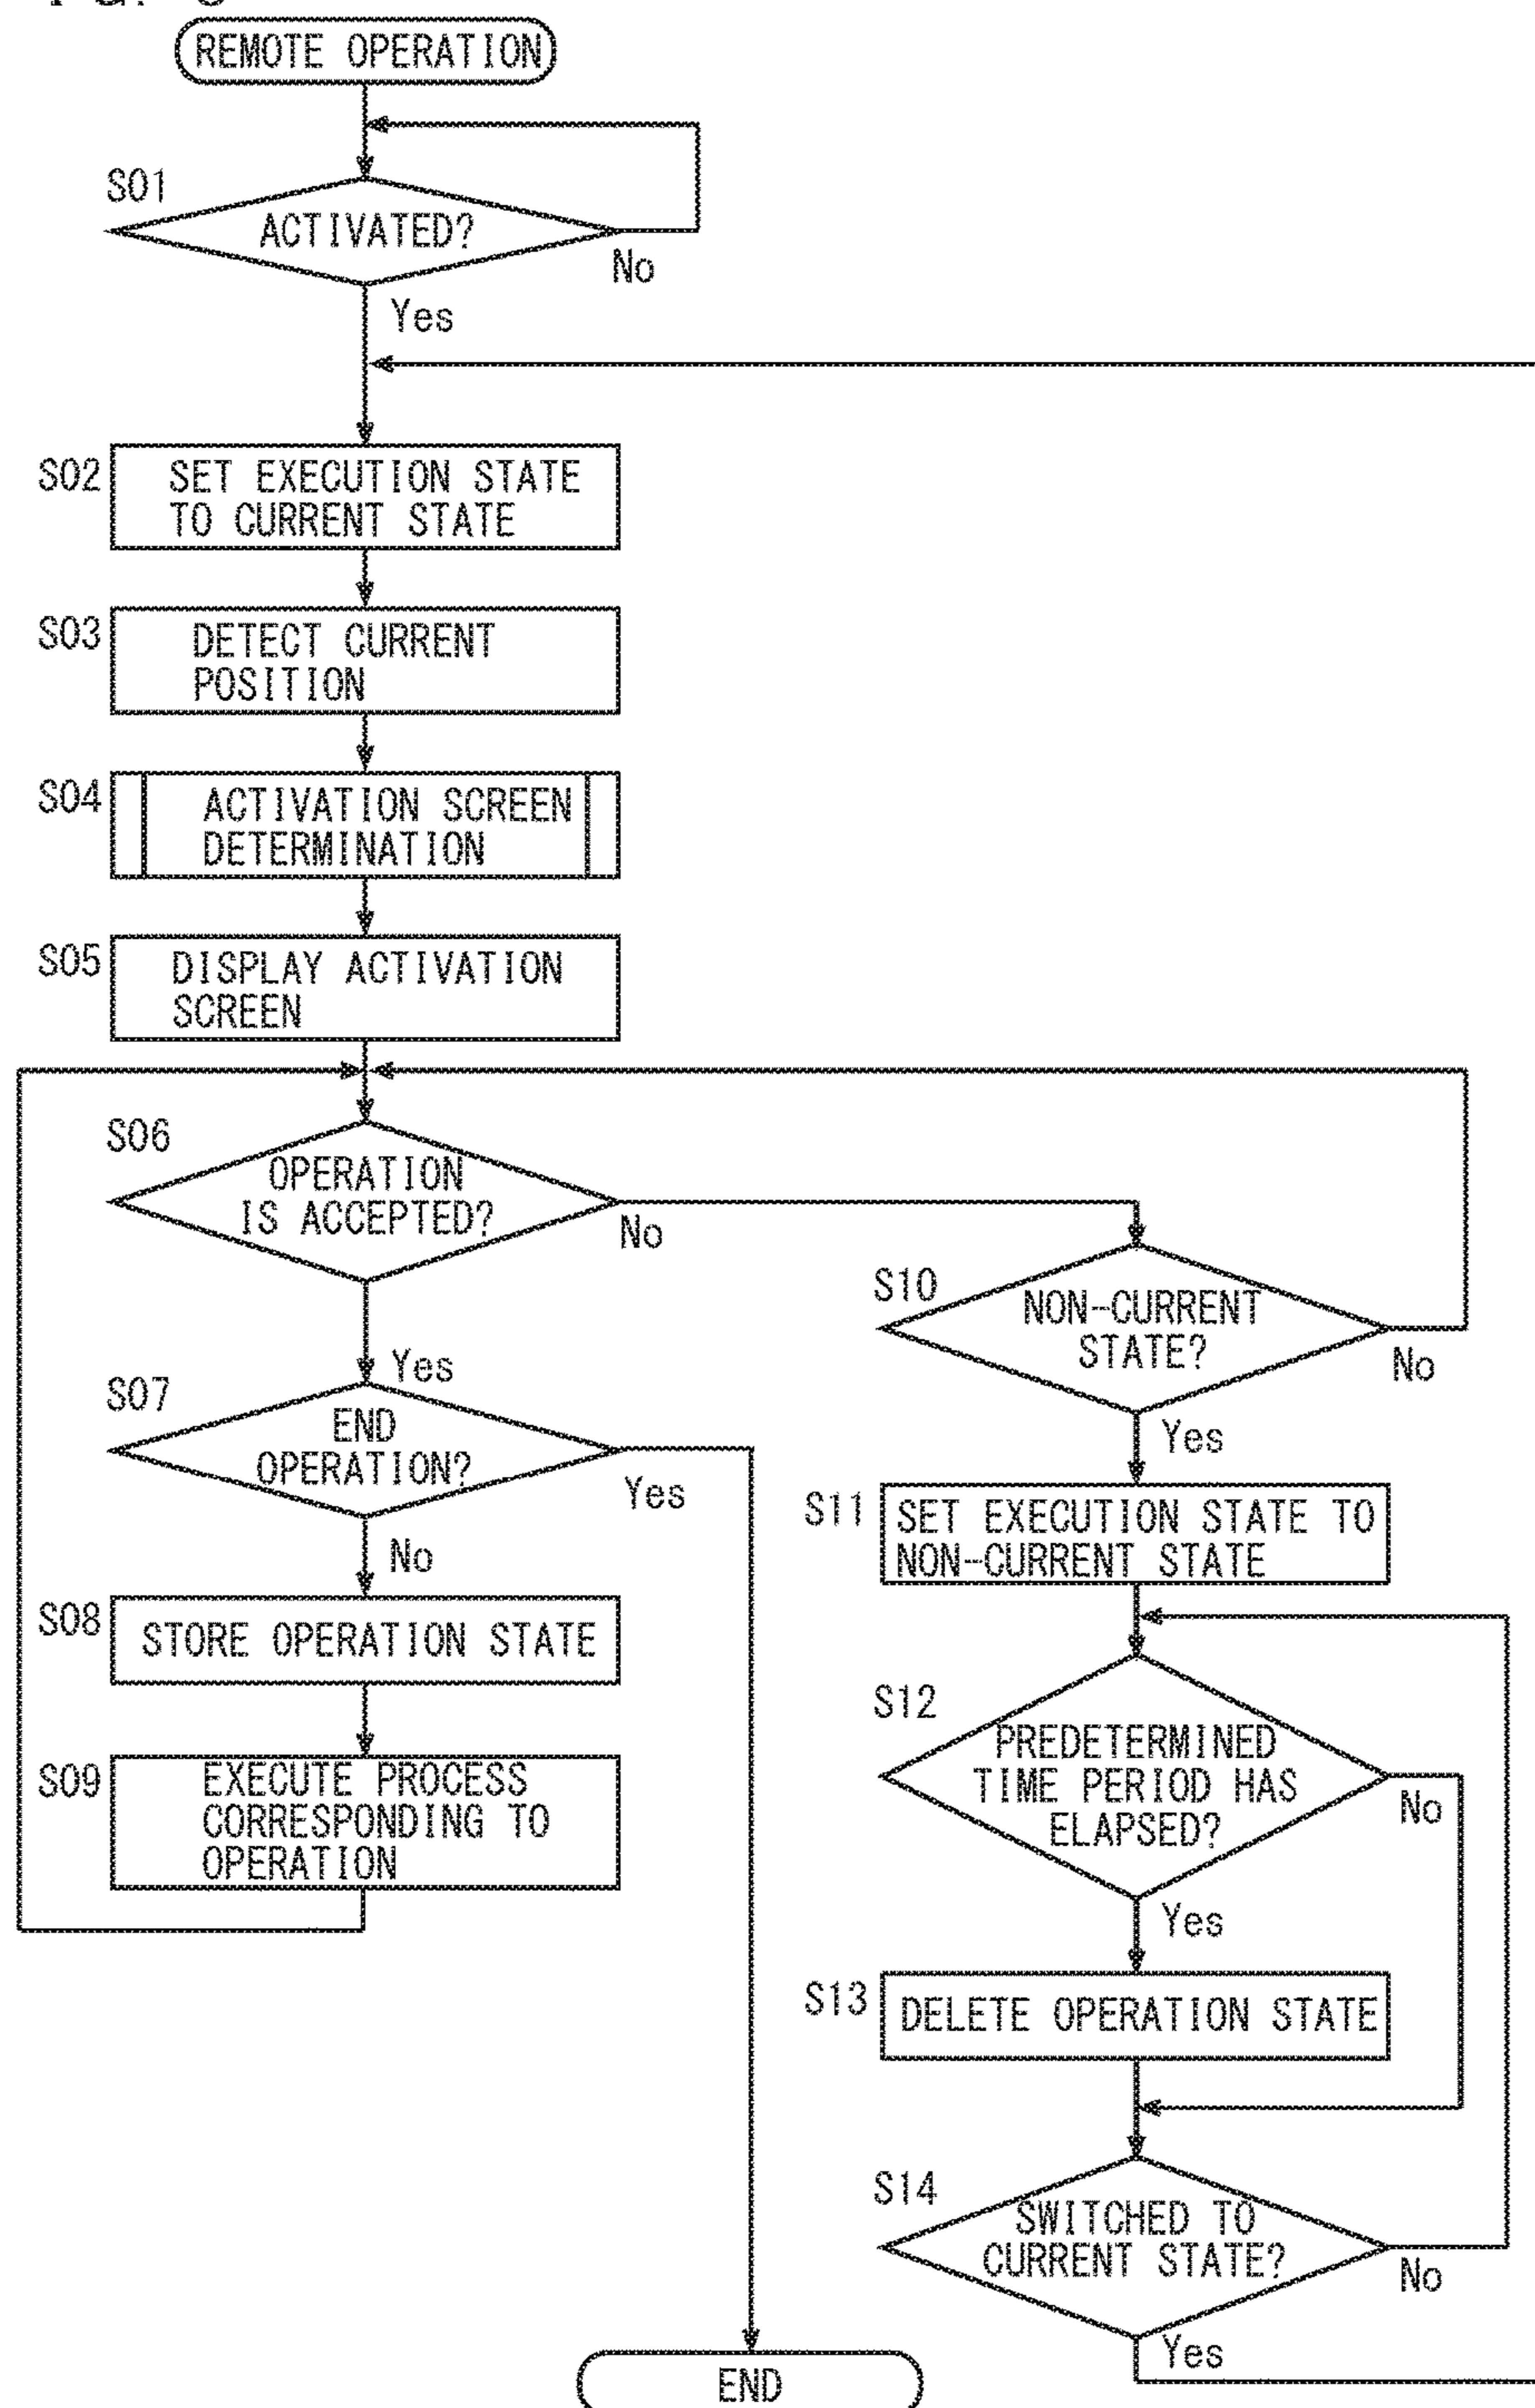 REMOTE OPERATION
S01
ACTIVATED?
No
Yes
S02
SET EXECUTION STATE
TO CURRENT STATE
S03
DETECT CURRENT
POSITION
S04
ACTIVATION SCREEN
DETERMINATION
S05
DISPLAY ACTIVATION
SCREEN
S06
OPERATION
IS ACCEPTED?
No
Yes
S07
END
OPERATION?
Yes
No
S08
STORE OPERATION STATE
S09
EXECUTE PROCESS
CORRESPONDING TO
OPERATION
S10
NON-CURRENT
STATE?
No
Yes
S11
SET EXECUTION STATE TO
NON-CURRENT STATE
S12
PREDETERMINED
TIME PERIOD HAS
ELAPSED?
No
Yes
S13
DELETE OPERATION STATE
S14
SWITCHED TO
CURRENT STATE?
No
Yes
END